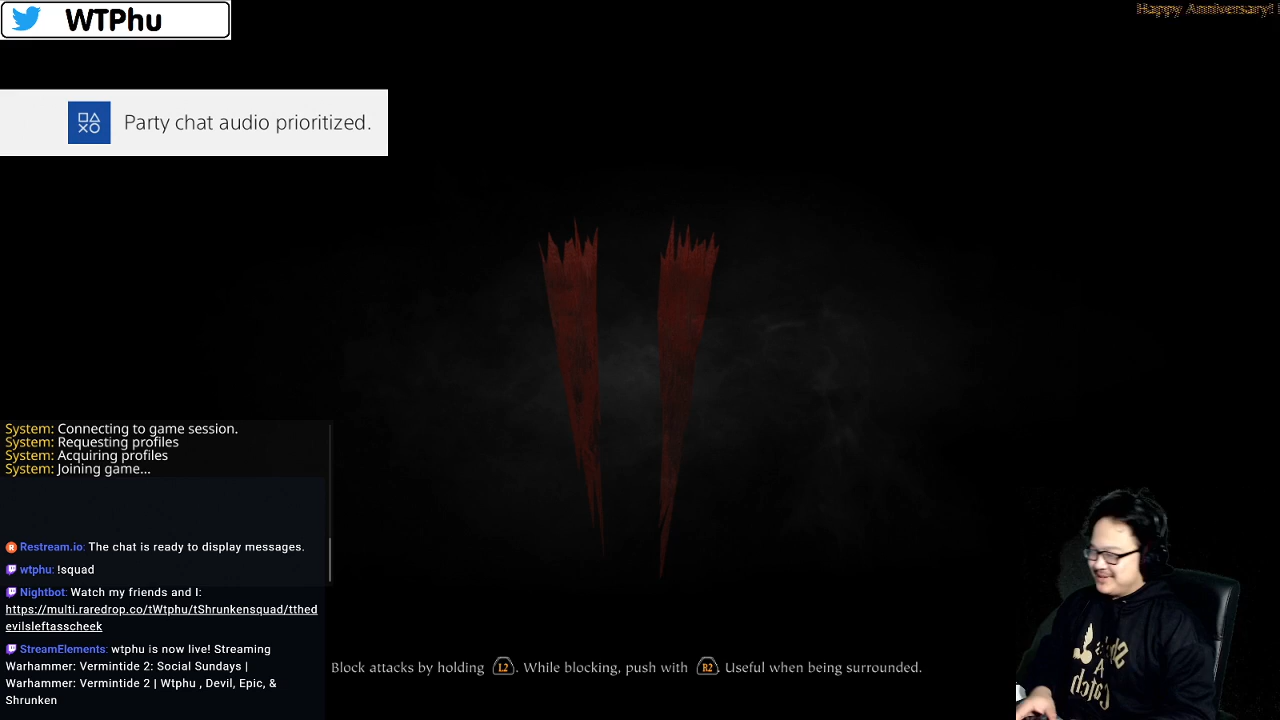 WTPhu
Happy Anniversary!
Party chat audio prioritized.
System: Connecting to game session.
System: Requesting profiles
System: Acquiring profiles
System: Joining game...
Restream.io: The chat is ready to display messages.
wtphu: !squad
Nightbot: Watch my friends and I:
https://multi.raredrop.co/tWtphu/tShrunkensquad/tthed
evilsleftasscheek
StreamElements: wtphu is now live! Streaming
Warhammer: Vermintide 2: Social Sundays |
Warhammer: Vermintide 2 | Wtphu , Devil, Epic, &
Shrunken
Block attacks by holding L2. While blocking, push with R2. Useful when being surrounded.
She's
A
Catch